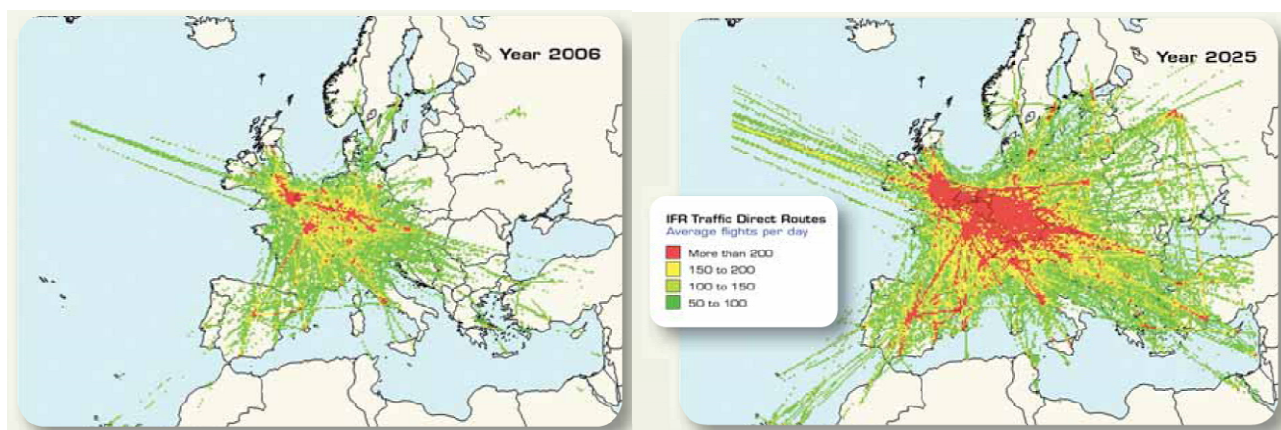 Year 2006
Year 2025
IFR Traffic Direct Routes
Average flights per day
More than 200
150 to 200
100 to 150
50 to 100